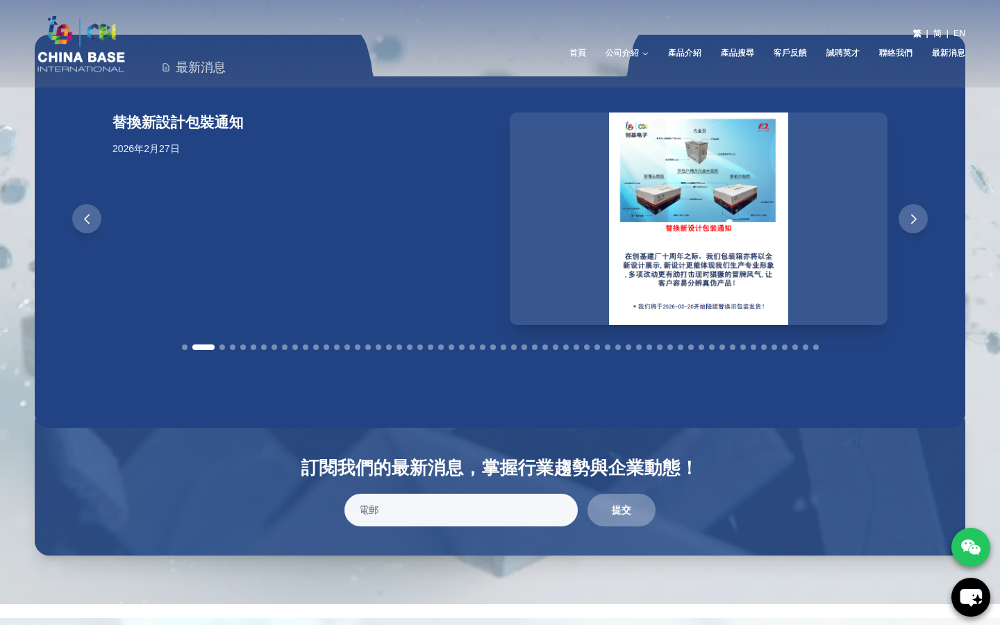 繁 | 简 | EN
CHINA BASE
INTERNATIONAL
首頁 公司介紹 產品介紹 產品搜尋 客戶反饋 誠聘英才 聯絡我們 最新消息
最新消息
替換新設計包裝通知
2026年2月27日
创基电子
内盒图
替换新设计包装通知
在创基建厂十周年之际，我们包装箱亦将以全
新设计展示,新设计更能体现我们生产专业形象
,多项改动更有助打击现时猖獗的冒牌风气,让
客户容易分辨真伪产品!
* 我们将于2026-03-20开始陸续替换旧包装发货!
訂閱我們的最新消息，掌握行業趨勢與企業動態！
電郵
提交